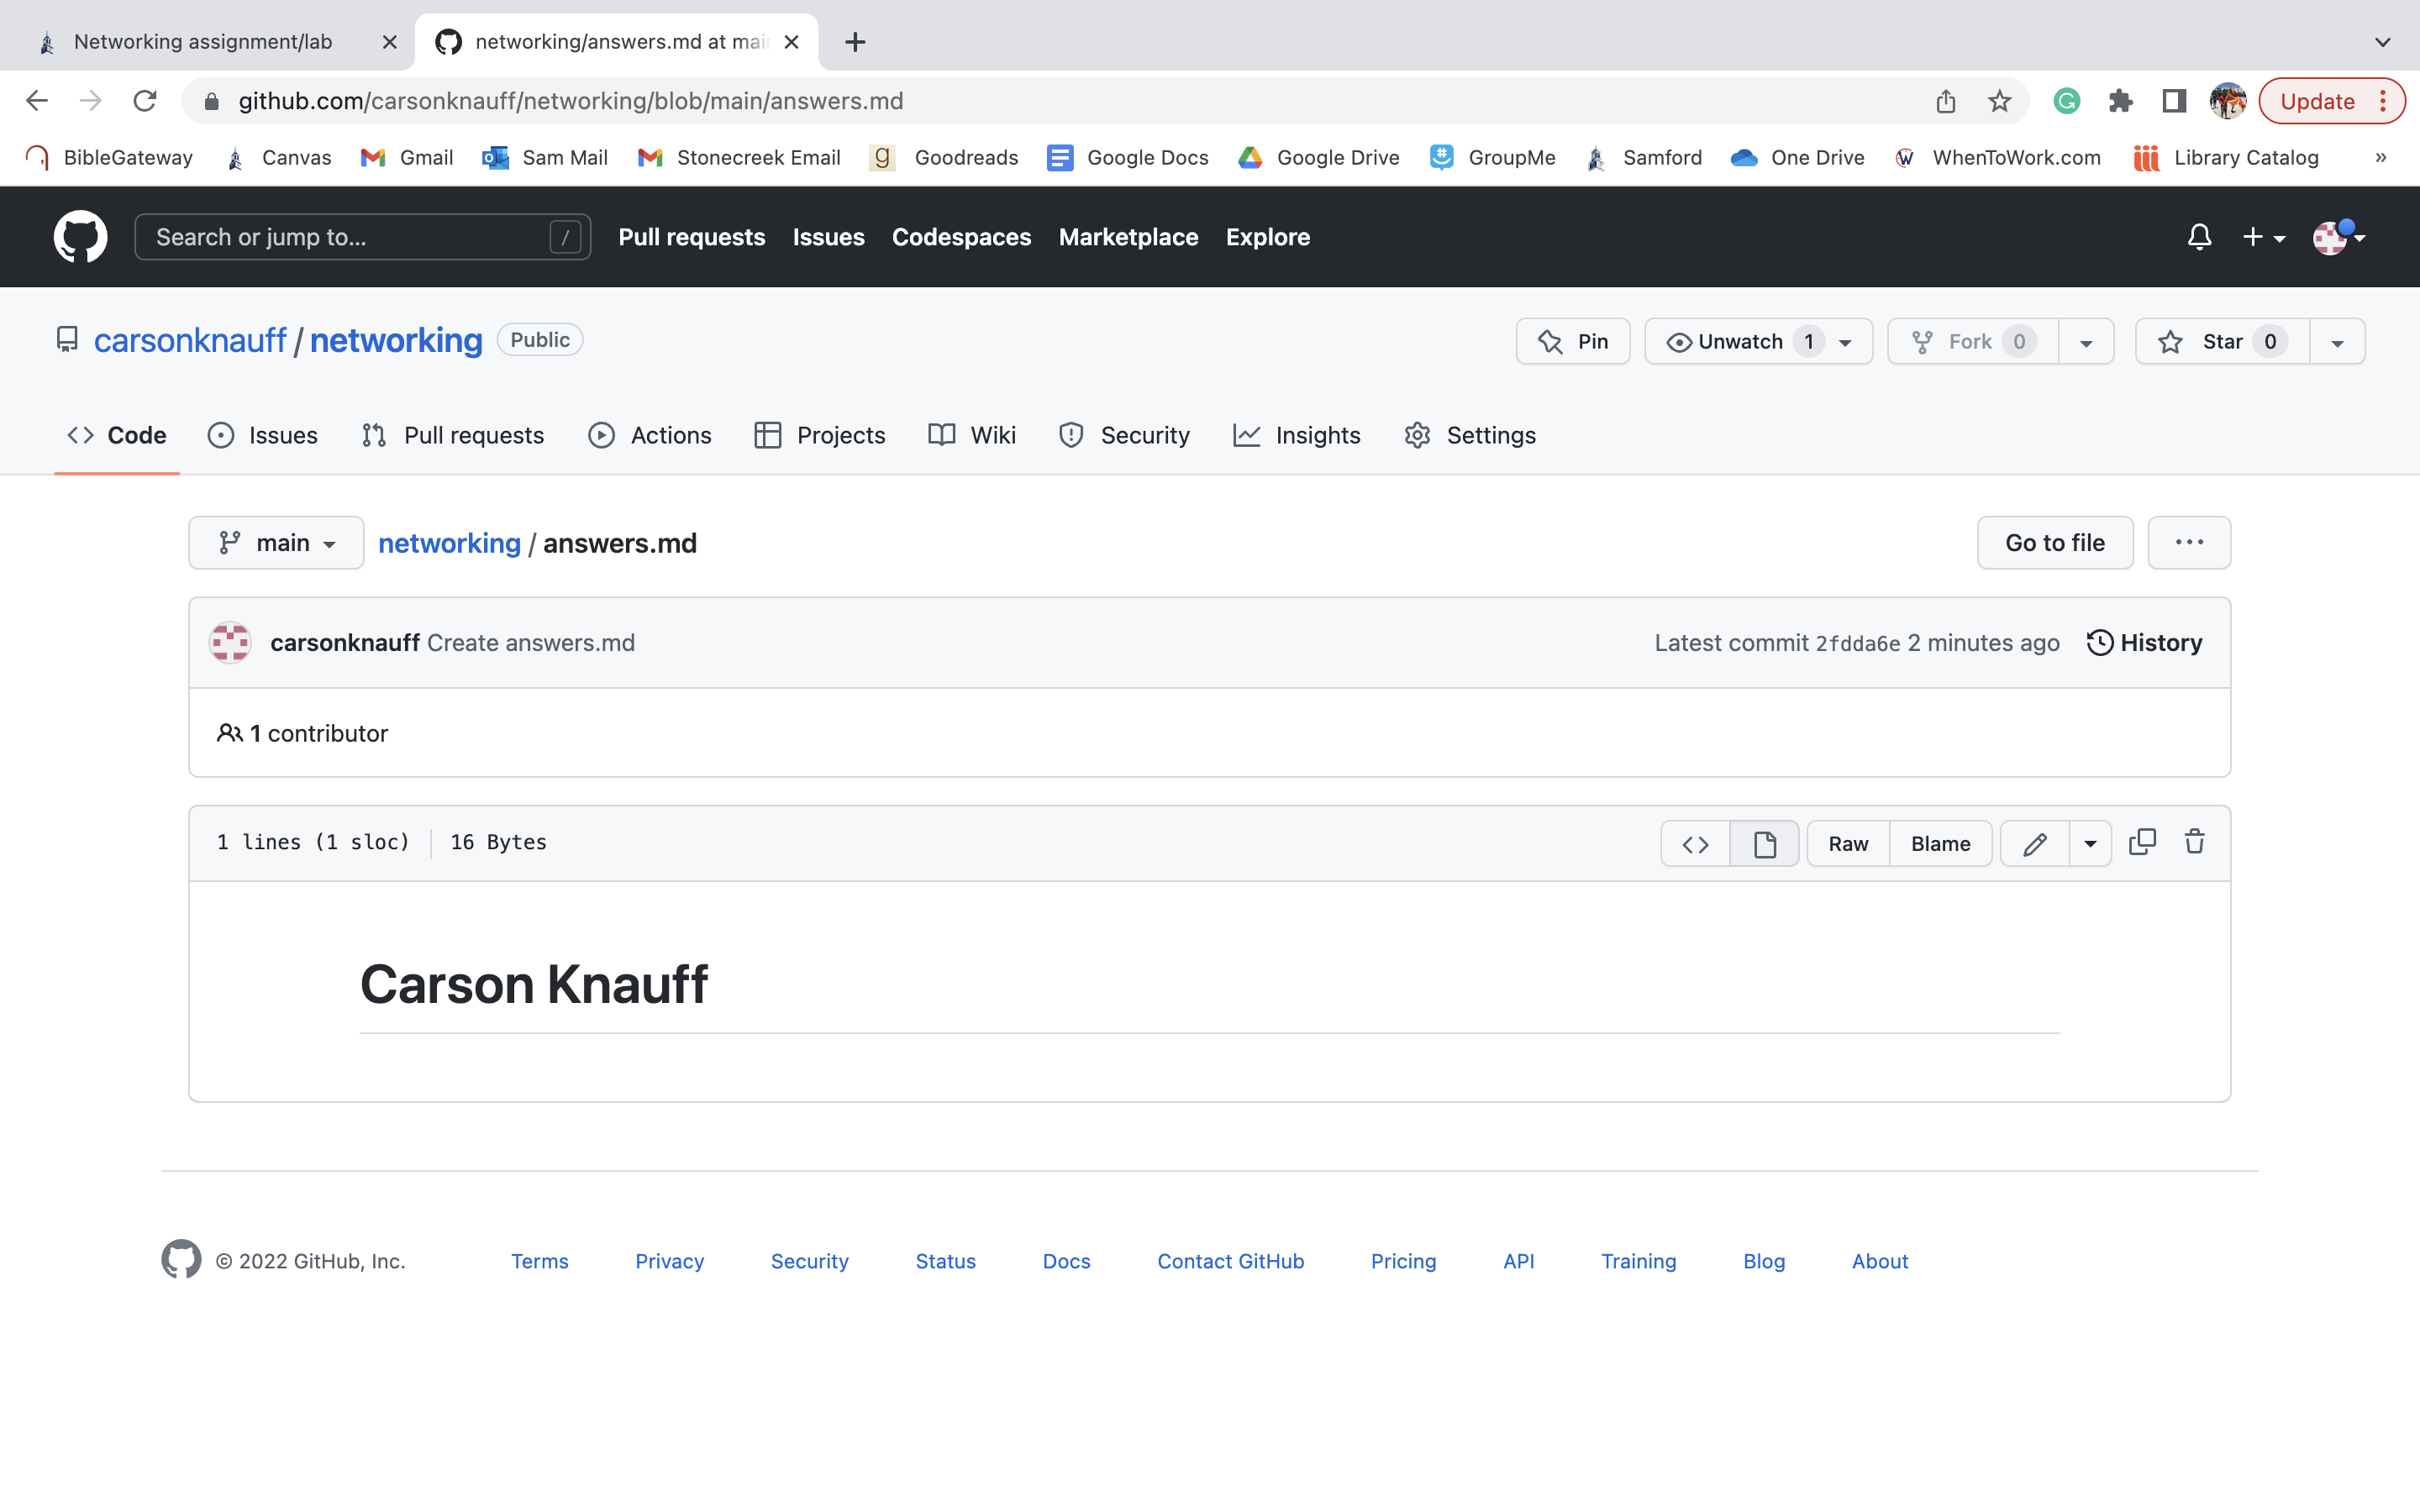 Networking assignment/lab
networking/answers.md at mai
github.com/carsonknauff/networking/blob/main/answers.md
Update
BibleGateway Canvas Gmail Sam Mail Stonecreek Email Goodreads Google Docs Google Drive GroupMe Samford One Drive WhenToWork.com Library Catalog »
Search or jump to... / Pull requests Issues Codespaces Marketplace Explore
carsonknauff / networking Public Pin Unwatch 1 Fork 0 Star 0
Code Issues Pull requests Actions Projects Wiki Security Insights Settings
main networking / answers.md Go to file ...
carsonknauff Create answers.md Latest commit 2fdda6e 2 minutes ago History
1 contributor
1 lines (1 sloc) 16 Bytes Raw Blame
Carson Knauff
© 2022 GitHub, Inc. Terms Privacy Security Status Docs Contact GitHub Pricing API Training Blog About